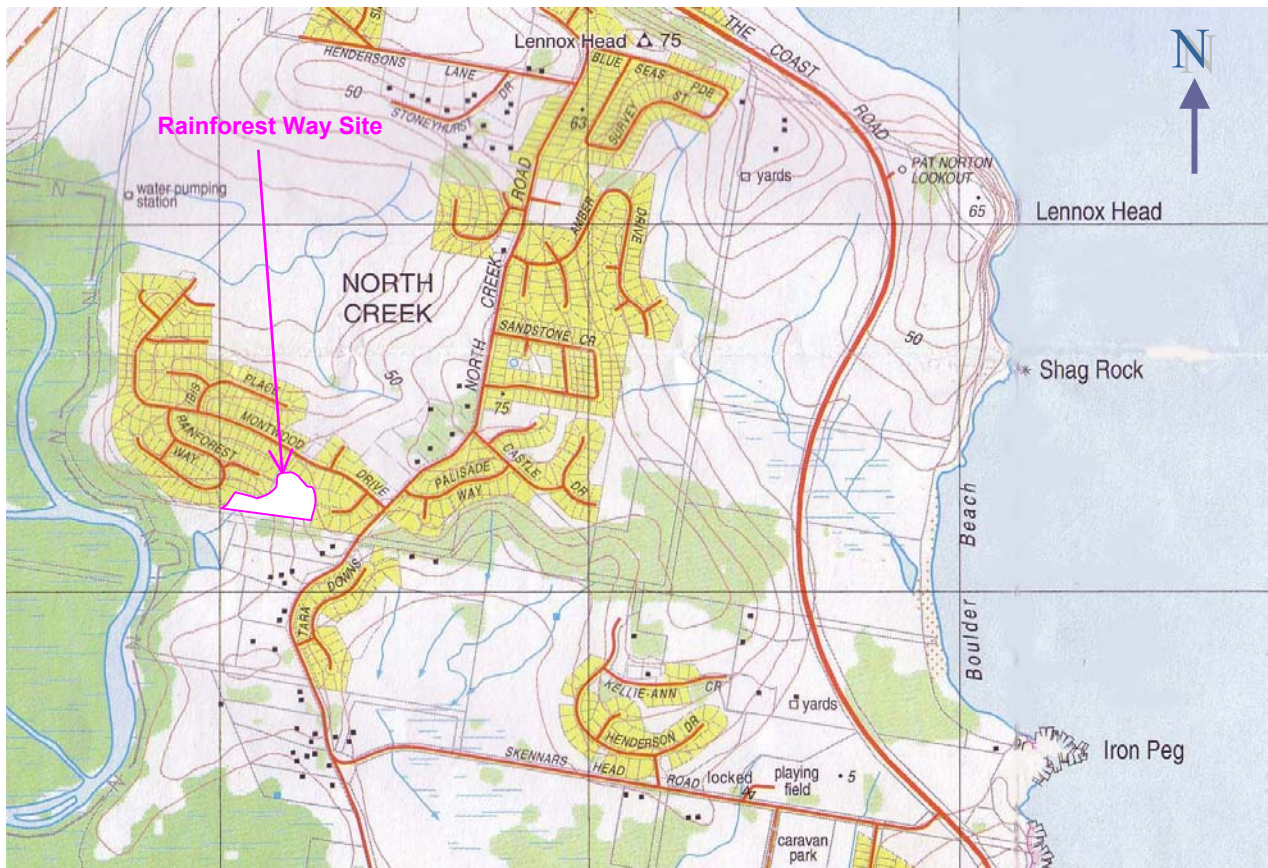 THE COAST ROAD
N
Lennox Head 75
HENDERSONS LANE
BLUE SEAS PDE
50
STONEYHURST DR
63
SURVEY ST
Rainforest Way Site
PAT NORTON
LOOKOUT
yards
water pumping
station
65
Lennox Head
AMBER DRIVE
NORTH CREEK ROAD
NORTH
CREEK
SANDSTONE CR
50
50
Shag Rock
IBIS PLACE
75
MONTWOOD DRIVE
RAINFOREST
WAY
PALISADE
WAY
CASTLE DR
Boulder Beach
TARA DOWNS
KELLIE-ANN CR
yards
HENDERSON DR
Iron Peg
SKENNARS HEAD ROAD
locked
playing
field
5
caravan
park